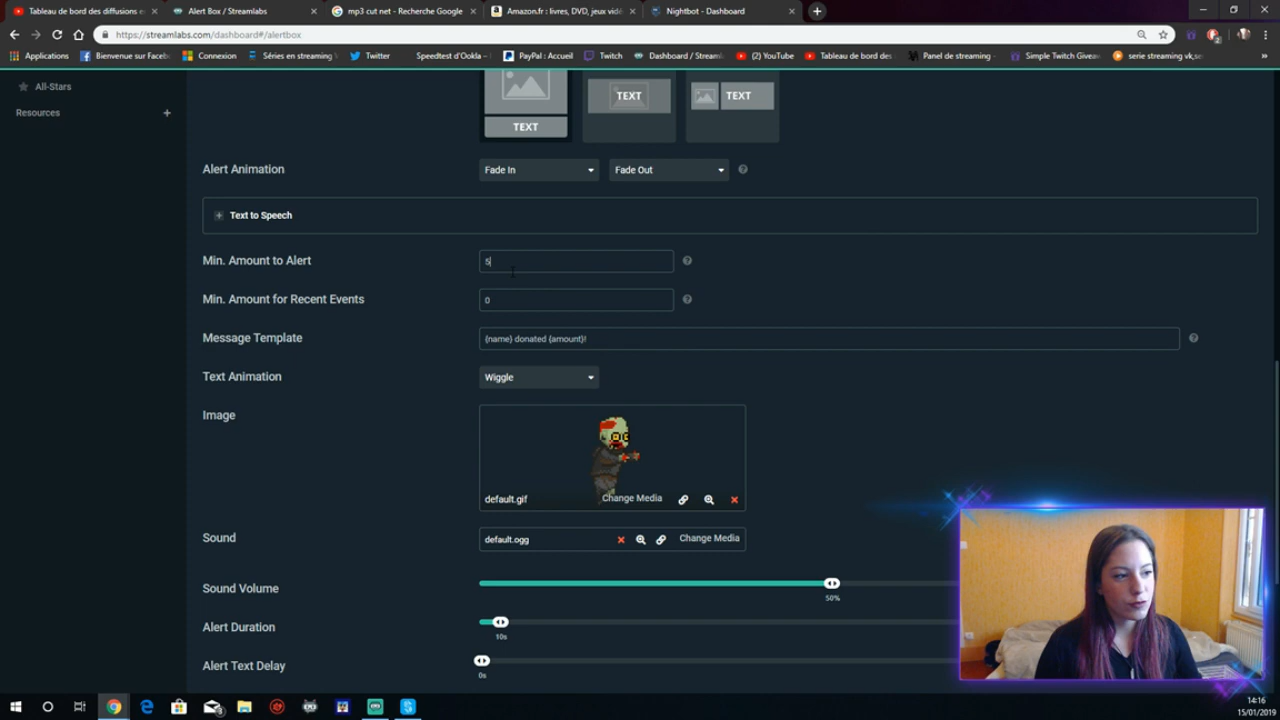 Tableau de bord des diffusions e
Alert Box / Streamlabs
mp3 cut net - Recherche Google
Amazon.fr : livres, DVD, jeux vidé
Nightbot - Dashboard
https://streamlabs.com/dashboard#/alertbox
Applications
Bienvenue sur Facebo
Connexion
Séries en streaming
Twitter
Speedtest d'Ookla –
PayPal : Accueil
Twitch
Dashboard / Streaml
(2) YouTube
Tableau de bord des
Panel de streaming -
Simple Twitch Givea
serie streaming vk,se
All-Stars
Resources
TEXT
TEXT
TEXT
Alert Animation
Fade In
Fade Out
Text to Speech
Min. Amount to Alert
5
Min. Amount for Recent Events
0
Message Template
{name} donated {amount}!
Text Animation
Wiggle
Image
default.gif
Change Media
Sound
default.ogg
Change Media
Sound Volume
50%
Alert Duration
10s
Alert Text Delay
0s
14:16
15/01/2019